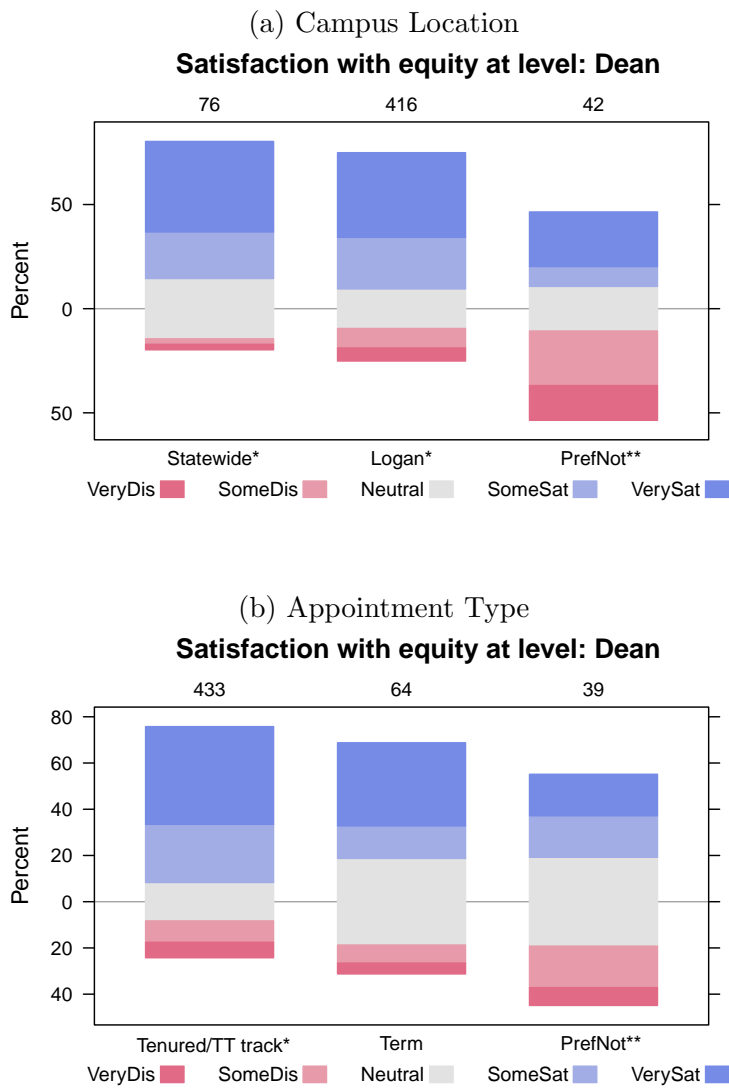 (a) Campus Location
Satisfaction with equity at level: Dean
76 416 42
50
0
50
Percent
Statewide* Logan* PrefNot**
VeryDis SomeDis Neutral SomeSat VerySat
(b) Appointment Type
Satisfaction with equity at level: Dean
433 64 39
80
60
40
20
0
20
40
Percent
Tenured/TT track* Term PrefNot**
VeryDis SomeDis Neutral SomeSat VerySat